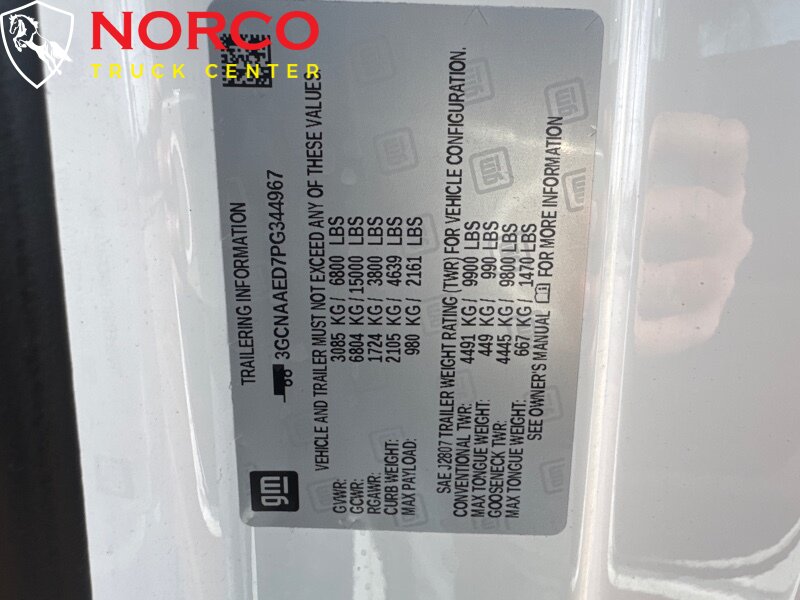 NORCO
TRUCK CENTER
gm
TRAILERING INFORMATION
3GCNAAED7PG344967
VEHICLE AND TRAILER MUST NOT EXCEED ANY OF THESE VALUES.
GVWR: 3085 KG / 6800 LBS
GCWR: 6804 KG / 15000 LBS
RGAWR: 1724 KG / 3800 LBS
CURB WEIGHT: 2105 KG / 4639 LBS
MAX PAYLOAD: 980 KG / 2161 LBS
SAE J2807 TRAILER WEIGHT RATING (TWR) FOR VEHICLE CONFIGURATION.
CONVENTIONAL TWR: 4491 KG / 9900 LBS
MAX TONGUE WEIGHT: 449 KG / 990 LBS
GOOSENECK TWR: 4445 KG / 9800 LBS
MAX TONGUE WEIGHT: 667 KG / 1470 LBS
SEE OWNER'S MANUAL FOR MORE INFORMATION